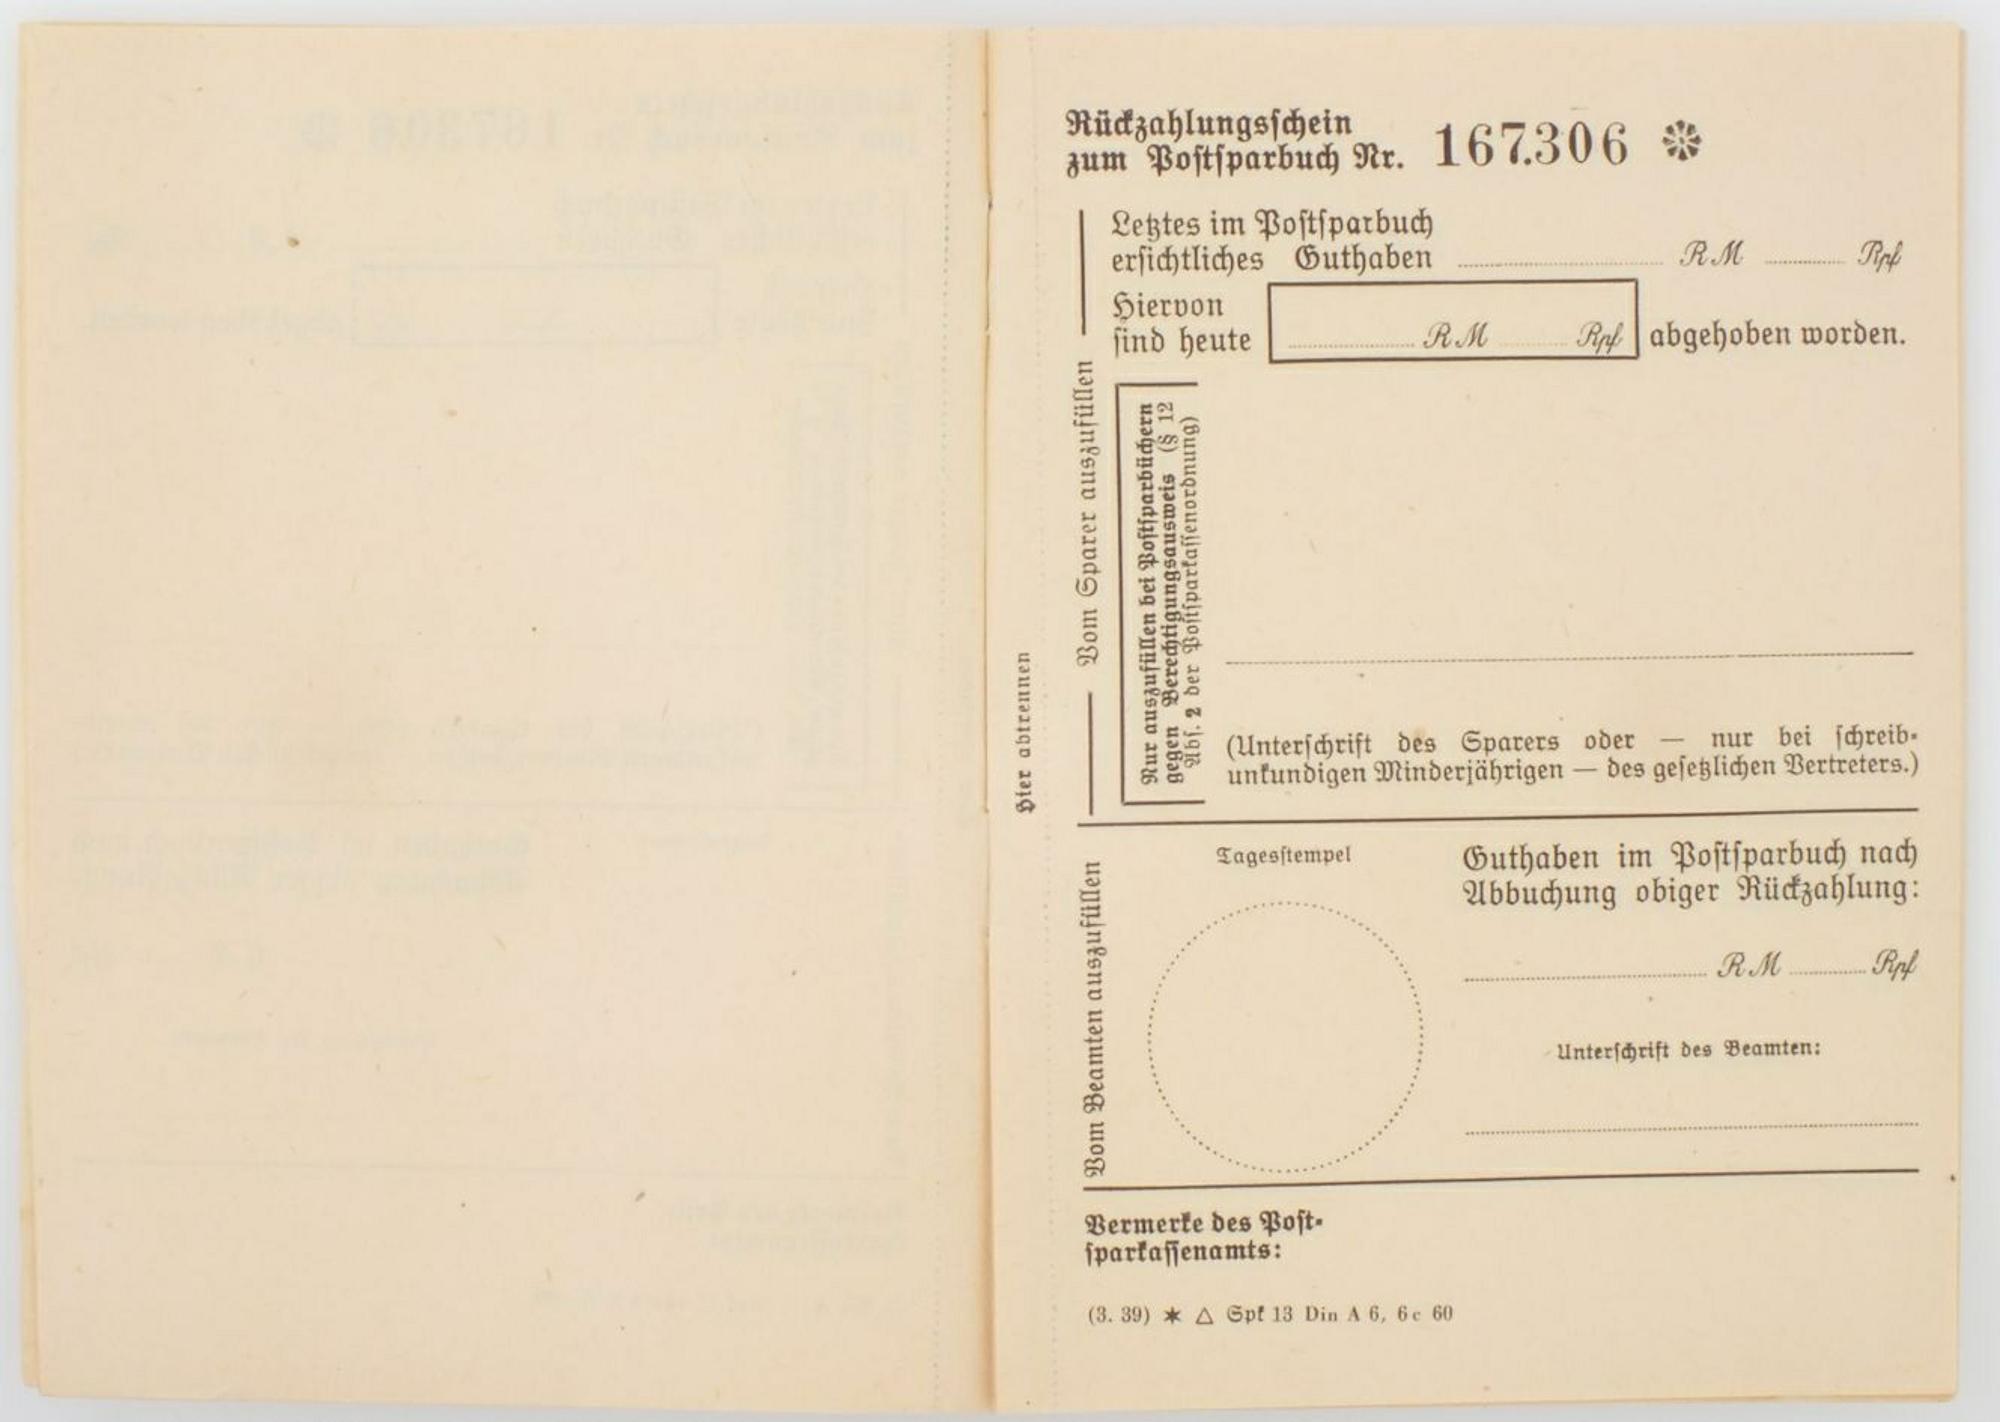 Rückzahlungsschein
zum Postsparbuch Nr. 167.306
Letztes im Postsparbuch
ersichtliches Guthaben RM Rpf
Hiervon
sind heute RM Rpf abgehoben worden.
Vom Sparer auszufüllen
Nur auszufüllen bei Postsparbüchern
gegen Berechtigungsausweis (§ 12
Abs. 2 der Postsparkassenordnung)
Hier abtrennen
(Unterschrift des Sparers oder — nur bei schreib-
unkundigen Minderjährigen — des gesetzlichen Vertreters.)
Vom Beamten auszufüllen
Tagesstempel
Guthaben im Postsparbuch nach
Abbuchung obiger Rückzahlung:
RM Rpf
Unterschrift des Beamten:
Vermerke des Post-
sparkassenamts:
(3. 39) ★ △ Spk 13 Din A 6, 6c 60